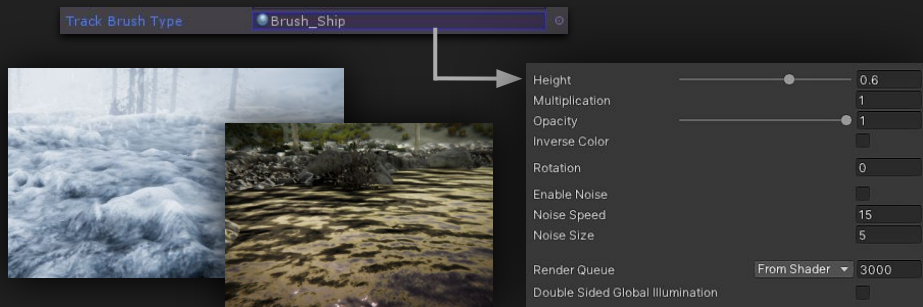 Track Brush Type Brush_Ship
Height 0.6
Multiplication 1
Opacity 1
Inverse Color
Rotation 0
Enable Noise
Noise Speed 15
Noise Size 5
Render Queue From Shader 3000
Double Sided Global Illumination